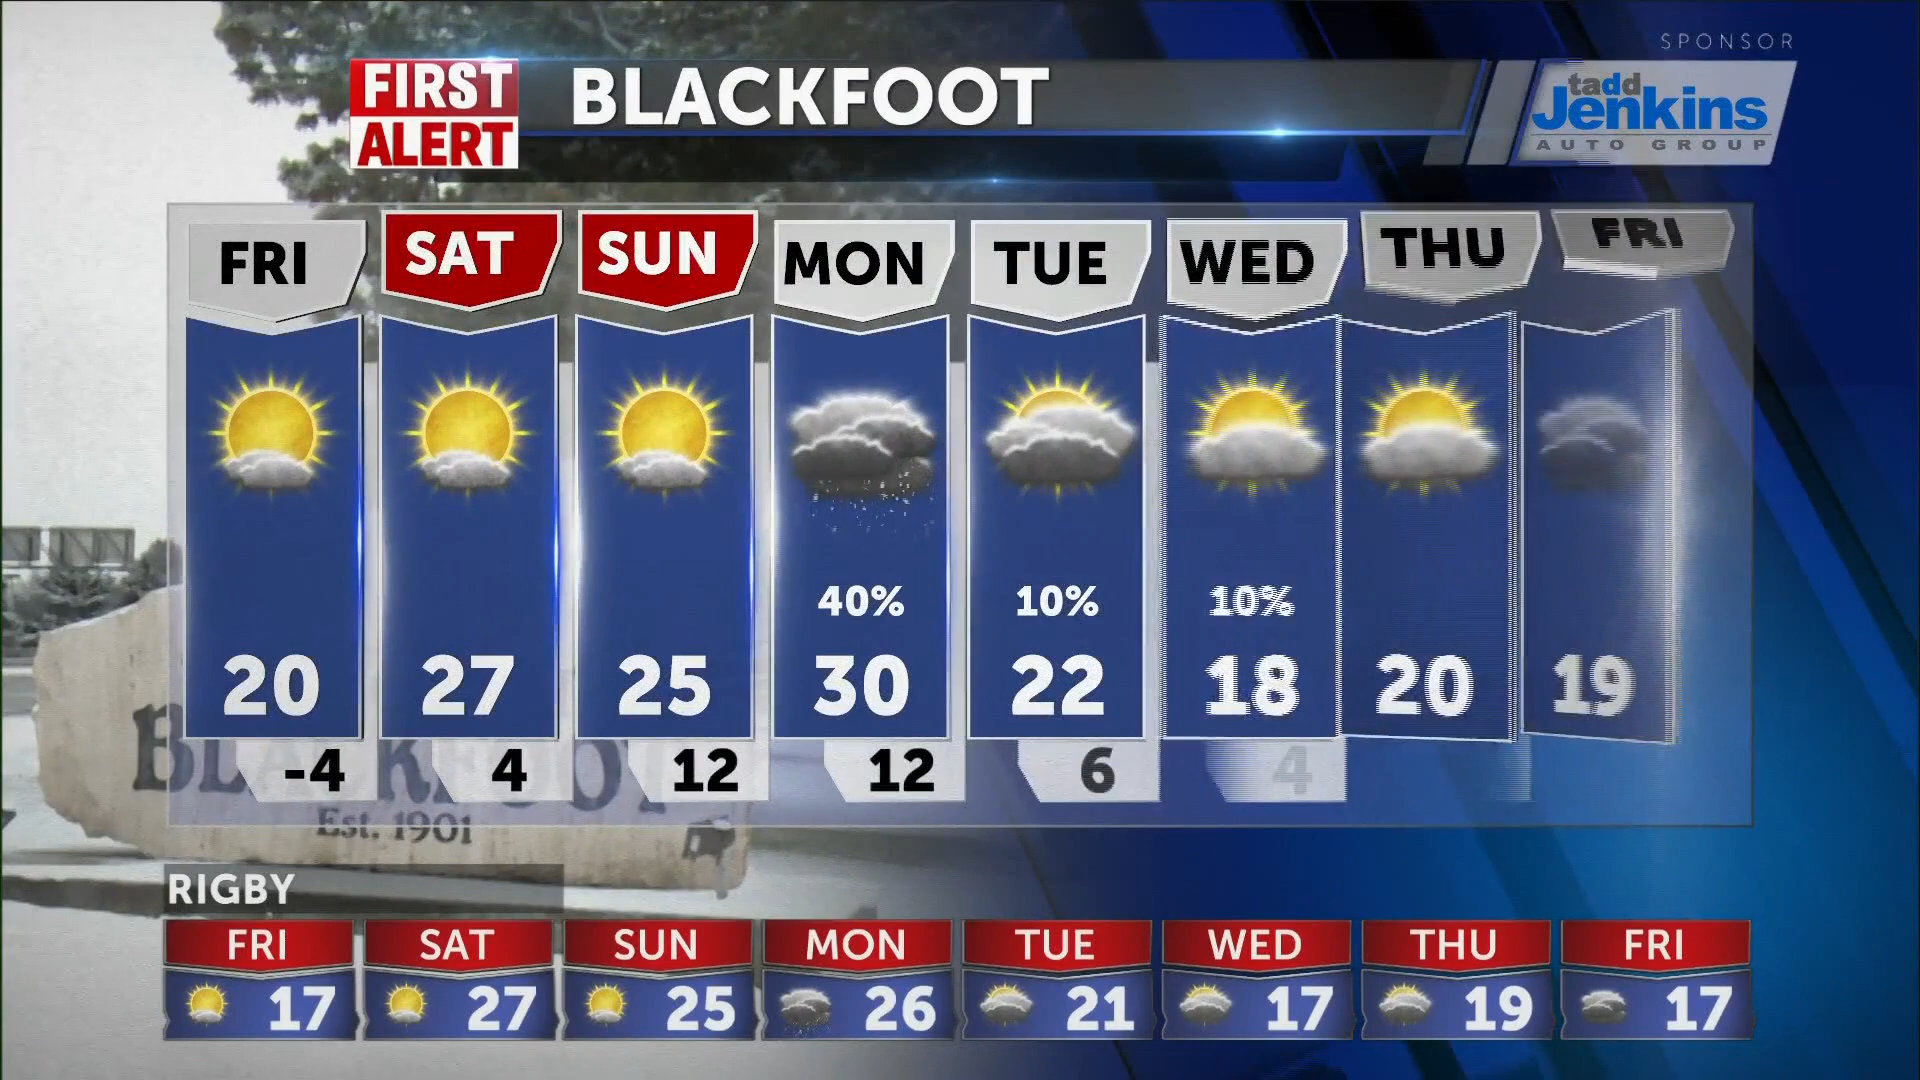 SPONSOR
FIRST
ALERT
BLACKFOOT
tadd
Jenkins
AUTO GROUP
FRI SAT SUN MON TUE WED THU FRI
40% 10% 10%
20 27 25 30 22 18 20 19
-4 4 12 12 6 4
BLACKFOOT
Est. 1901
RIGBY
FRI SAT SUN MON TUE WED THU FRI
17 27 25 26 21 17 19 17